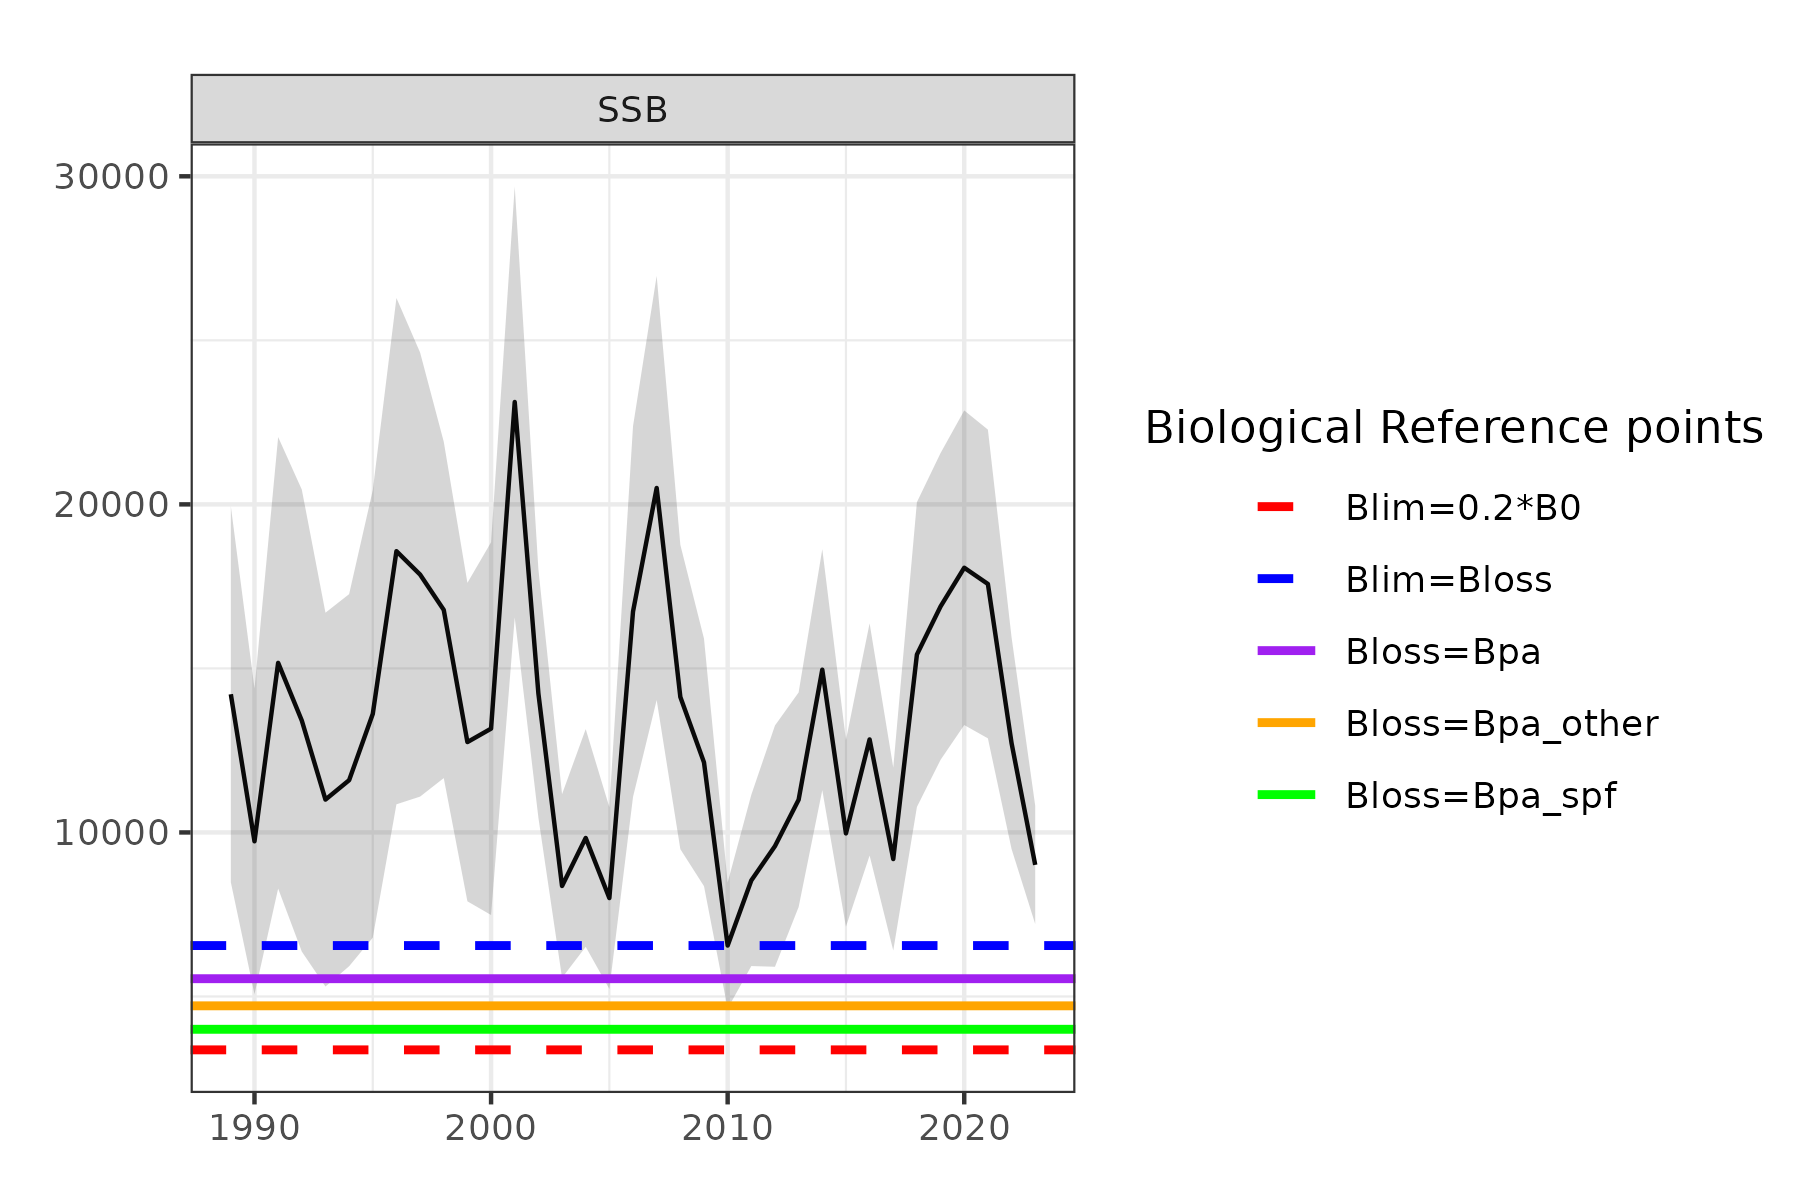 SSB
30000
20000
10000
1990 2000 2010 2020
Biological Reference points
Blim=0.2*B0
Blim=Bloss
Bloss=Bpa
Bloss=Bpa_other
Bloss=Bpa_spf